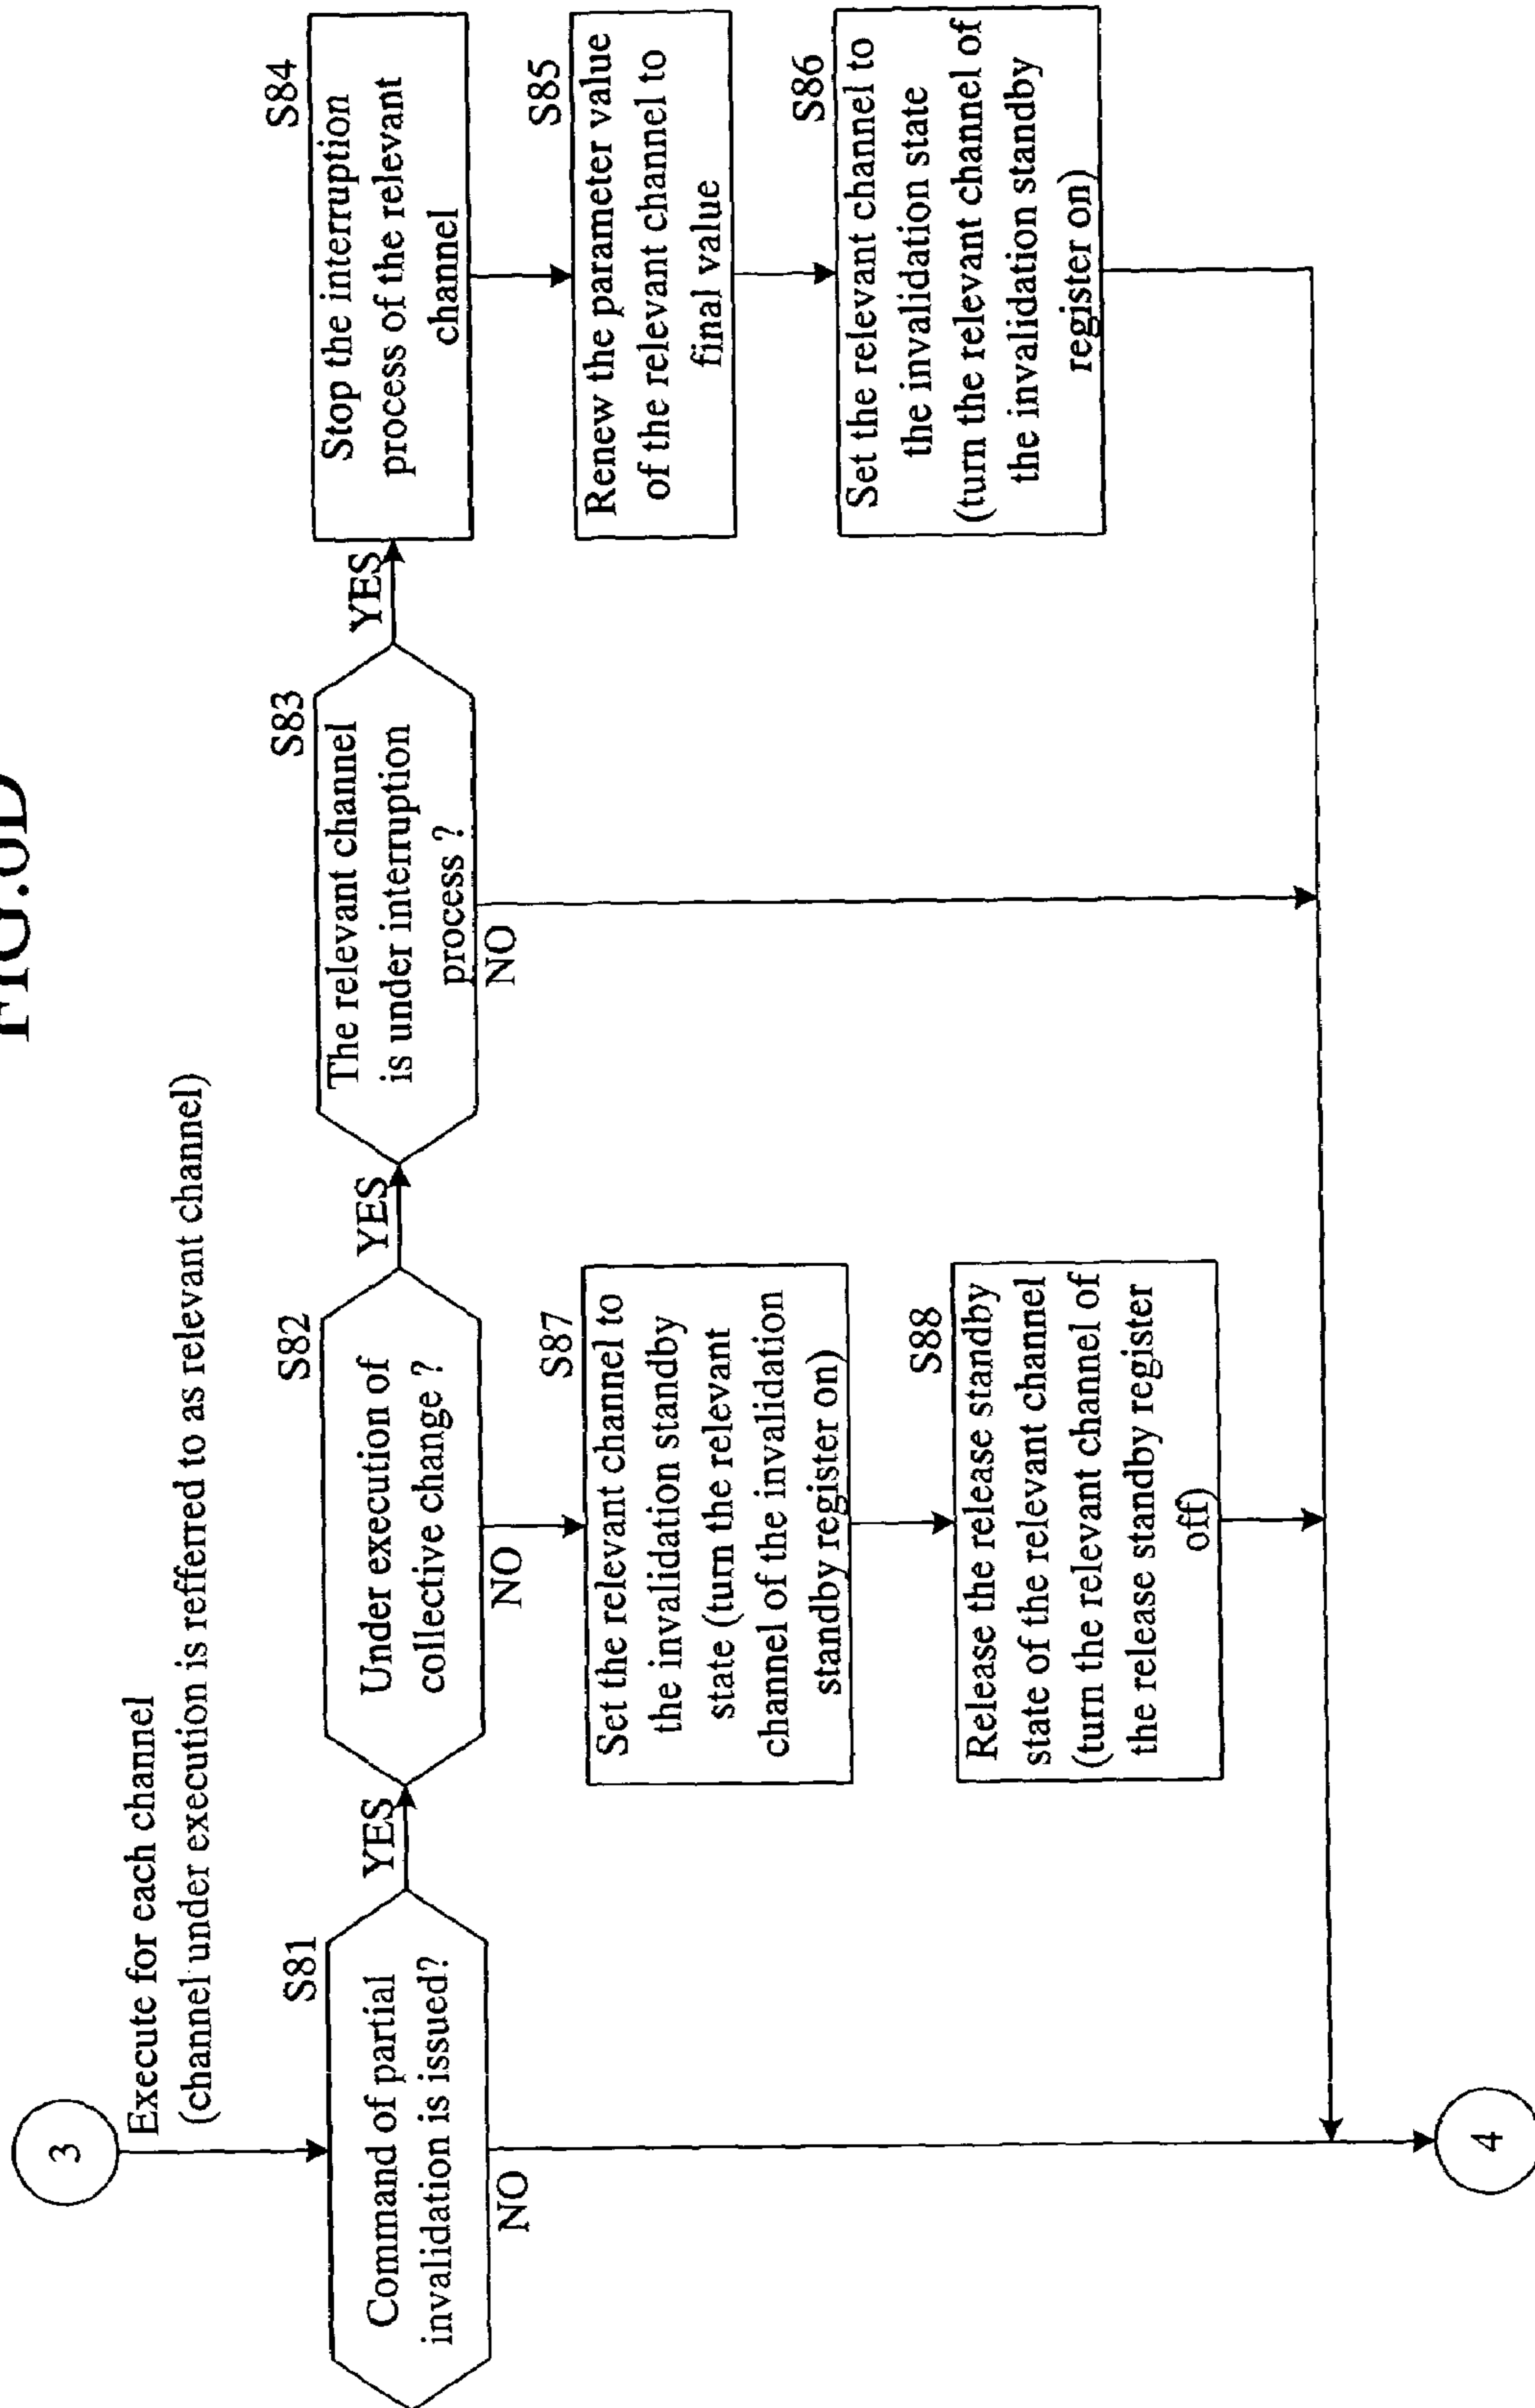 FIG.6D
3
Execute for each channel
(channel under execution is reffered to as relevant channel)
S81
Command of partial
invalidation is issued?
YES
NO
S82
Under execution of
collective change ?
YES
NO
S83
The relevant channel
is under interruption
process ?
YES
NO
S84
Stop the interruption
process of the relevant
channel
S85
Renew the parameter value
of the relevant channel to
final value
S86
Set the relevant channel to
the invalidation state
(turn the relevant channel of
the invalidation standby
register on)
S87
Set the relevant channel to
the invalidation standby
state (turn the relevant
channel of the invalidation
standby register on)
S88
Release the release standby
state of the relevant channel
(turn the relevant channel of
the release standby register
off)
4